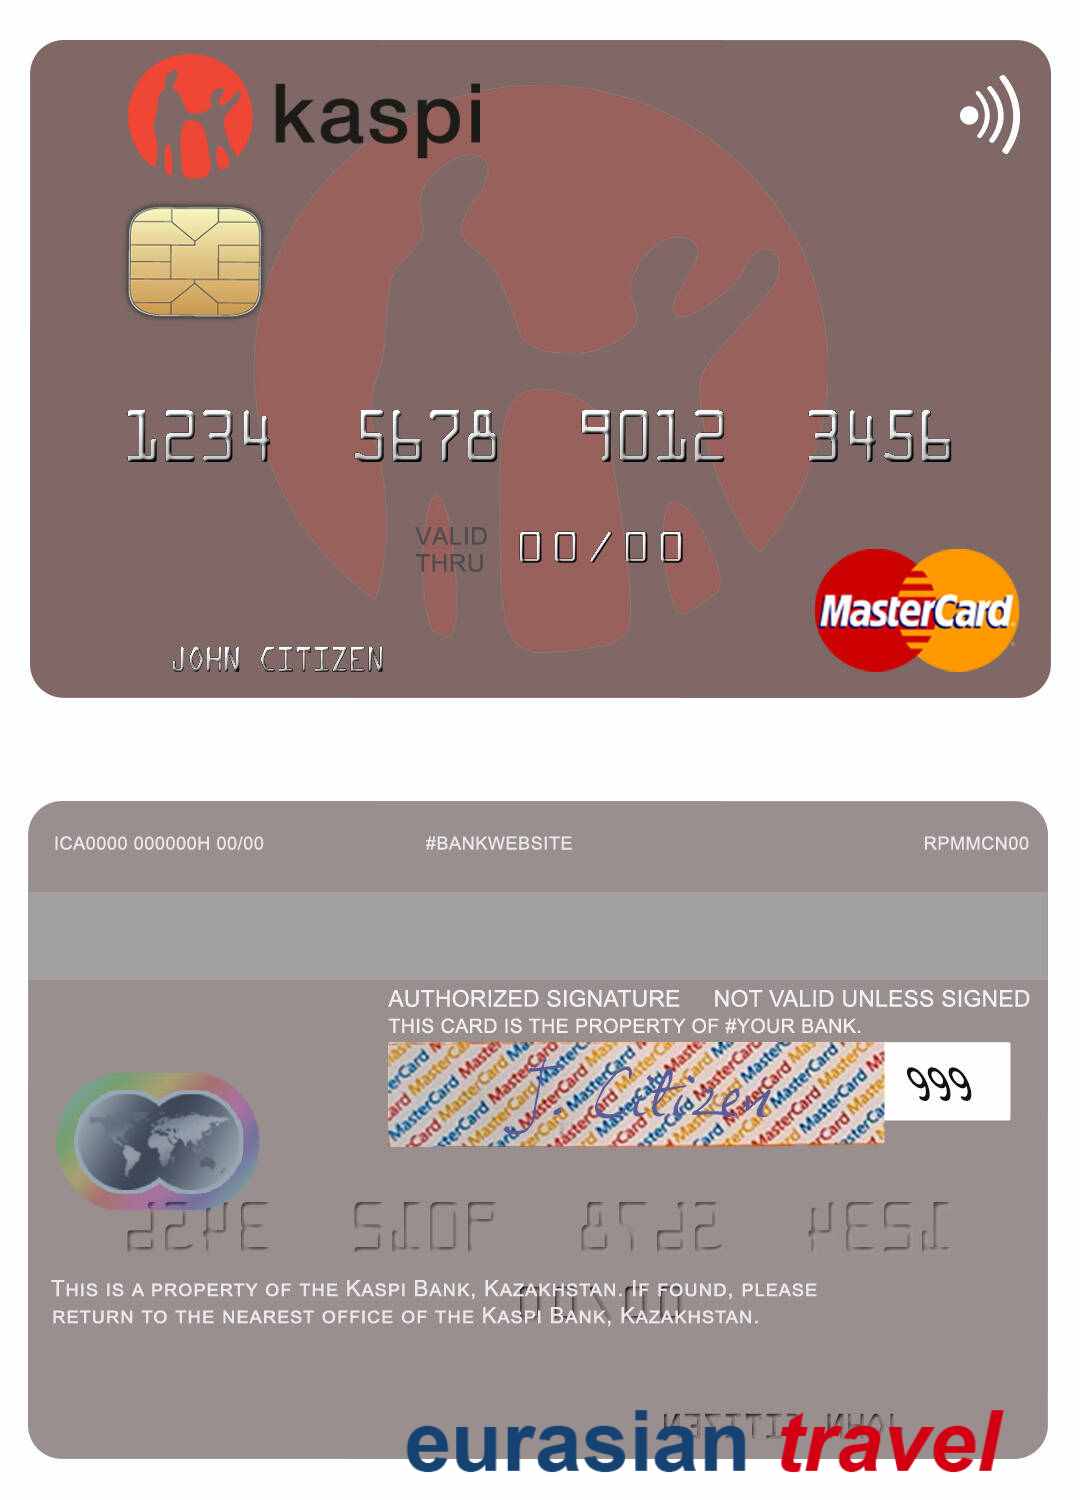 kaspi
1234 5678 9012 3456
VALID
THRU
00/00
MasterCard
JOHN CITIZEN
ICA0000 000000H 00/00 #BANKWEBSITE RPMMCN00
AUTHORIZED SIGNATURE NOT VALID UNLESS SIGNED
THIS CARD IS THE PROPERTY OF #YOUR BANK.
J. Citizen
999
THIS IS A PROPERTY OF THE KASPI BANK, KAZAKHSTAN. IF FOUND, PLEASE
RETURN TO THE NEAREST OFFICE OF THE KASPI BANK, KAZAKHSTAN.
eurasian travel